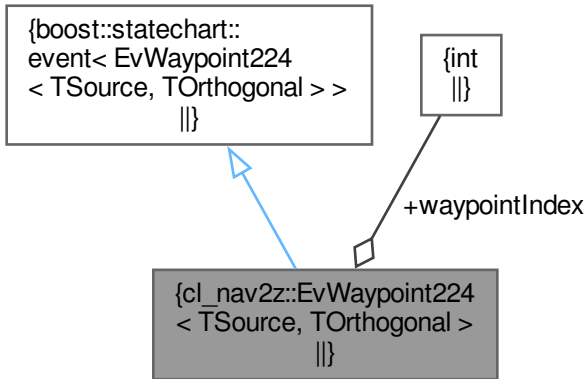 {boost::statechart::
event< EvWaypoint224
< TSource, TOrthogonal > >
||}
{int
||}
+waypointIndex
{cl_nav2z::EvWaypoint224
< TSource, TOrthogonal >
||}